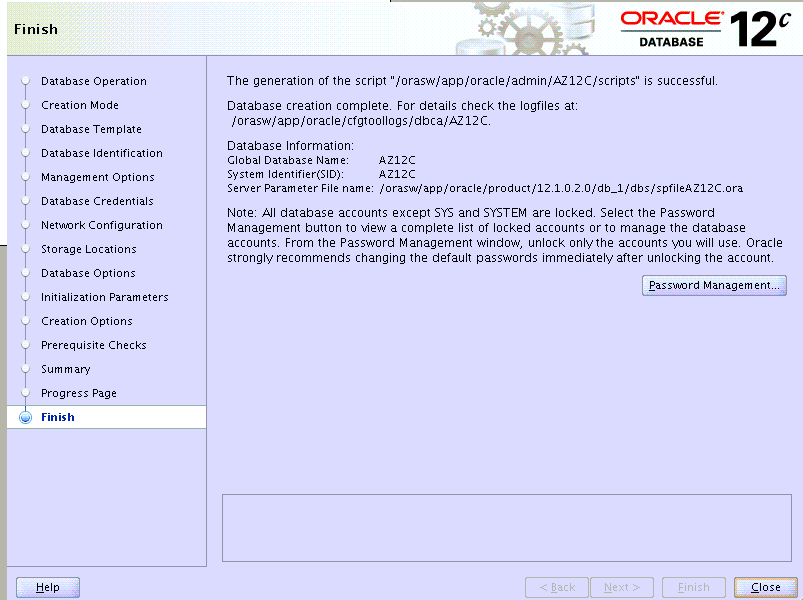 Finish
ORACLE®
DATABASE
12c
Database Operation
Creation Mode
Database Template
Database Identification
Management Options
Database Credentials
Network Configuration
Storage Locations
Database Options
Initialization Parameters
Creation Options
Prerequisite Checks
Summary
Progress Page
Finish
The generation of the script "/orasw/app/oracle/admin/AZ12C/scripts" is successful.
Database creation complete. For details check the logfiles at:
/orasw/app/oracle/cfgtoollogs/dbca/AZ12C.
Database Information:
Global Database Name: AZ12C
System Identifier(SID): AZ12C
Server Parameter File name: /orasw/app/oracle/product/12.1.0.2.0/db_1/dbs/spfileAZ12C.ora
Note: All database accounts except SYS and SYSTEM are locked. Select the Password
Management button to view a complete list of locked accounts or to manage the database
accounts. From the Password Management window, unlock only the accounts you will use. Oracle
strongly recommends changing the default passwords immediately after unlocking the account.
Password Management...
Help
< Back
Next >
Finish
Close